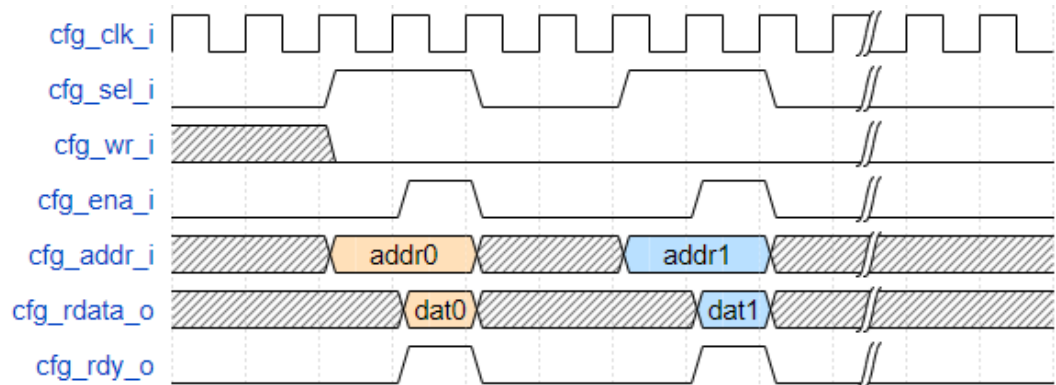 cfg_clk_i
cfg_sel_i
cfg_wr_i
cfg_ena_i
cfg_addr_i addr0 addr1
cfg_rdata_o dat0 dat1
cfg_rdy_o